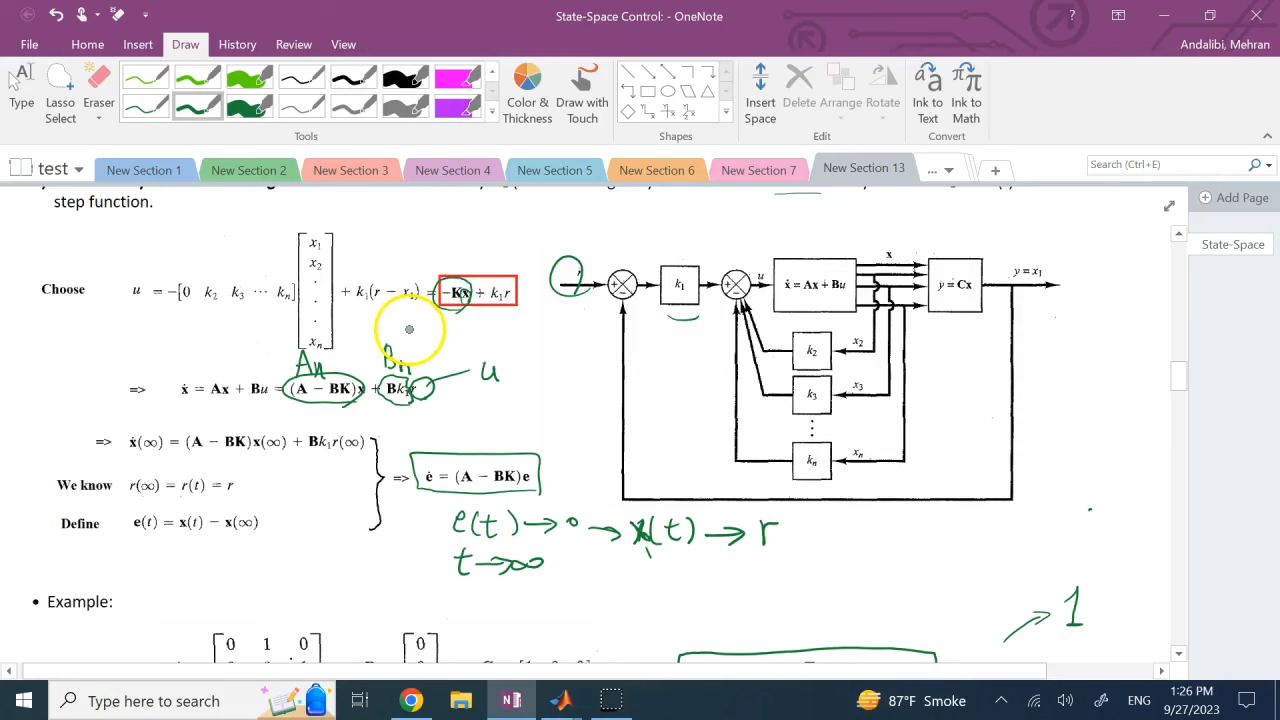 State-Space Control: - OneNote
Andalibi, Mehran
File Home Insert Draw History Review View
Type
Lasso Select
Eraser
Color & Thickness
Draw with Touch
Insert Space
Delete
Arrange
Rotate
Ink to Text
Ink to Math
Tools
Shapes
Edit
Convert
test
New Section 1
New Section 2
New Section 3
New Section 4
New Section 5
New Section 6
New Section 7
New Section 13
...
Search (Ctrl+E)
Add Page
State-Space
step function.
Choose u = −[0 k2 k3 ⋯ kn] [x1 x2 . . . xn] + k1(r − x1) = −Kx + k1r
An Bn u
=> ẋ = Ax + Bu = (A − BK)x + Bk1r
=> ẋ(∞) = (A − BK)x(∞) + Bk1r(∞)
We know r(∞) = r(t) = r
Define e(t) = x(t) − x(∞)
=> ė = (A − BK)e
e(t) → 0 → x1(t) → r
t → ∞
r + − k1 + − u ẋ = Ax + Bu x y = Cx y = x1
k2 x2
k3 x3
⋮
kn xn
1
• Example:
0 1 0
0
Type here to search
87°F Smoke
ENG
1:26 PM
9/27/2023